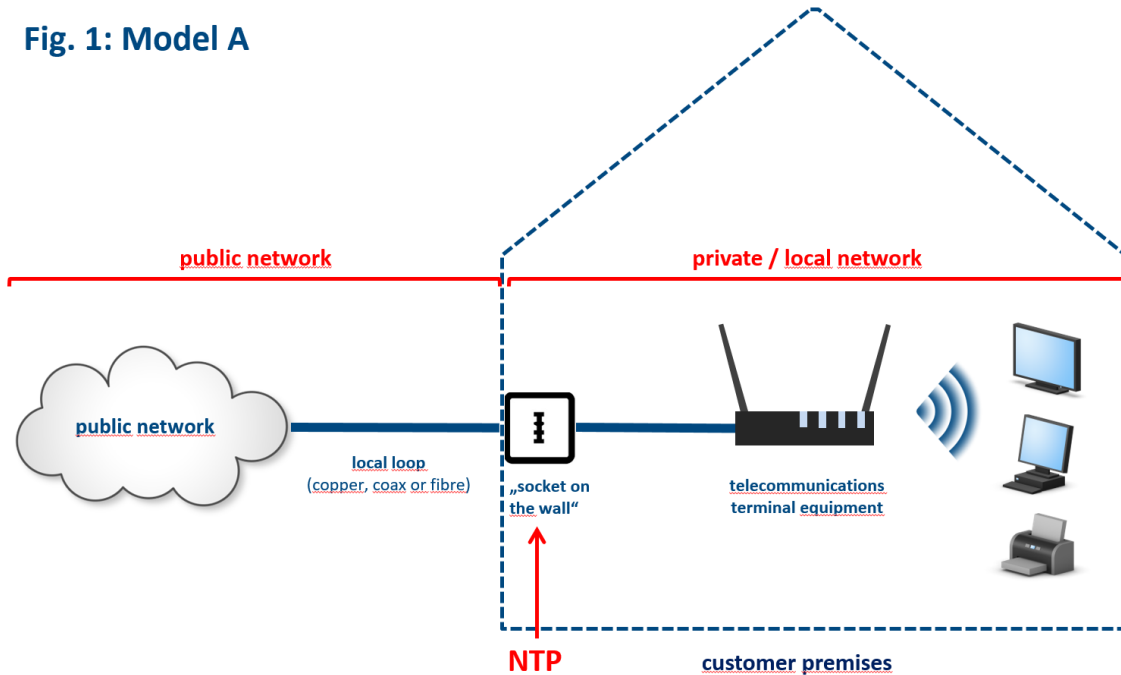 Fig. 1: Model A
public network
private / local network
public network
local loop
(copper, coax or fibre)
„socket on
the wall“
telecommunications
terminal equipment
NTP
customer premises